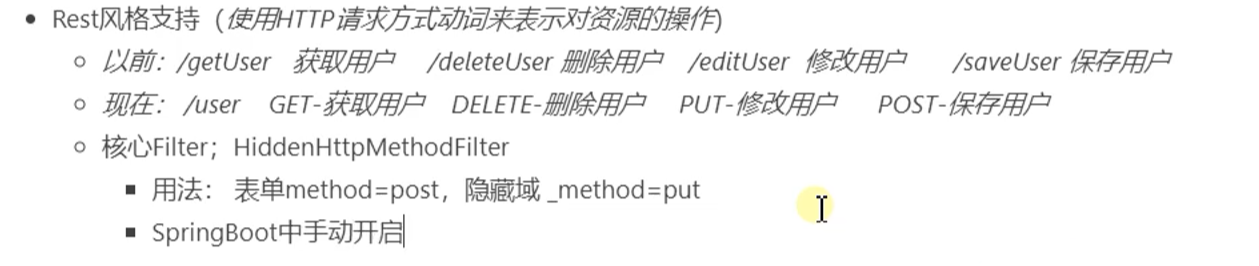 Rest风格支持（使用HTTP请求方式动词来表示对资源的操作)
以前：/getUser 获取用户 /deleteUser 删除用户 /editUser 修改用户 /saveUser 保存用户
现在： /user GET-获取用户 DELETE-删除用户 PUT-修改用户 POST-保存用户
核心Filter；HiddenHttpMethodFilter
用法： 表单method=post，隐藏域 _method=put
SpringBoot中手动开启